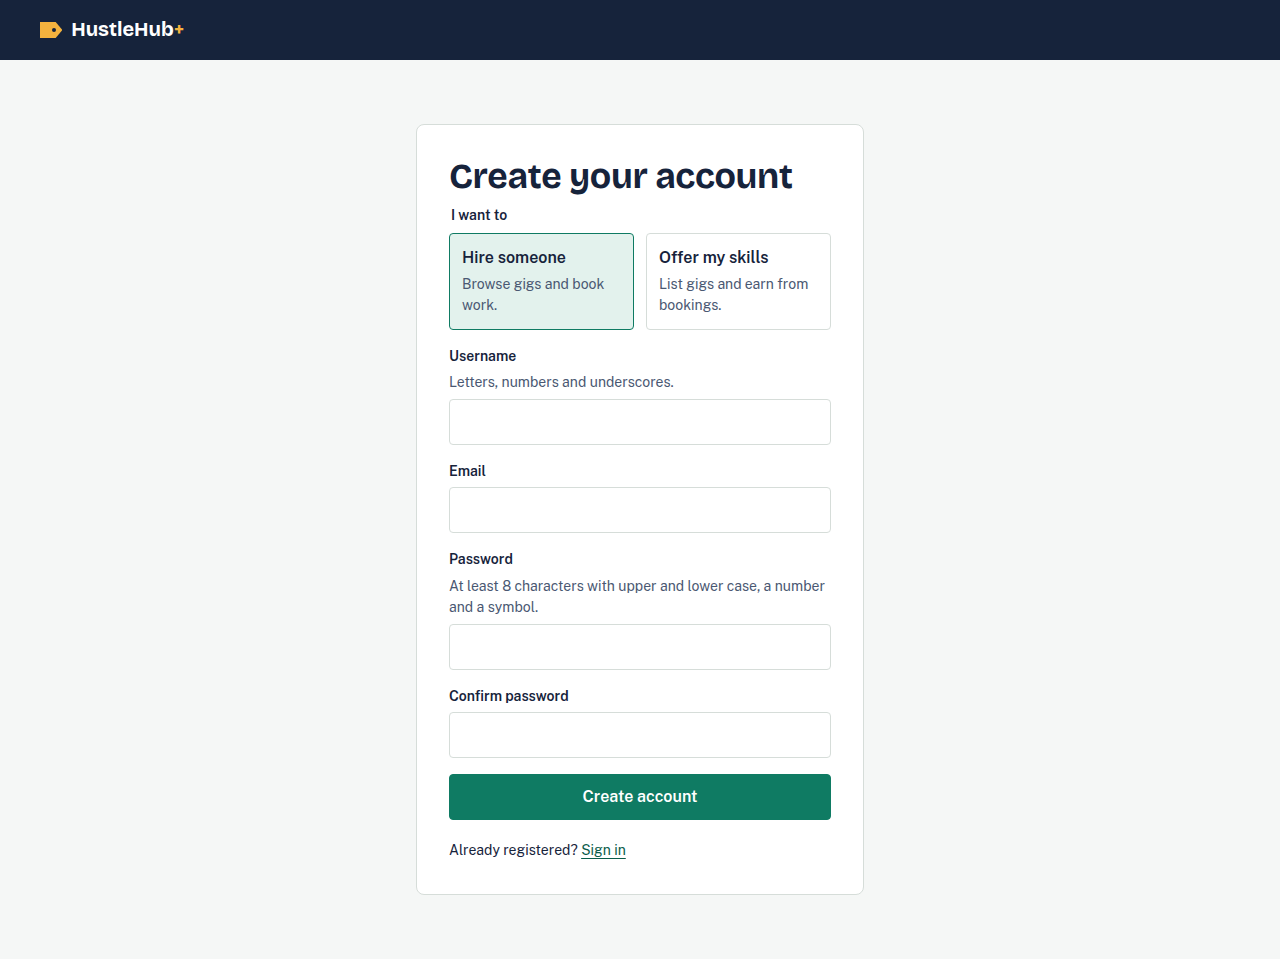 HustleHub+
Create your account
I want to
Hire someone
Browse gigs and book
work.
Offer my skills
List gigs and earn from
bookings.
Username
Letters, numbers and underscores.
Email
Password
At least 8 characters with upper and lower case, a number
and a symbol.
Confirm password
Create account
Already registered? Sign in